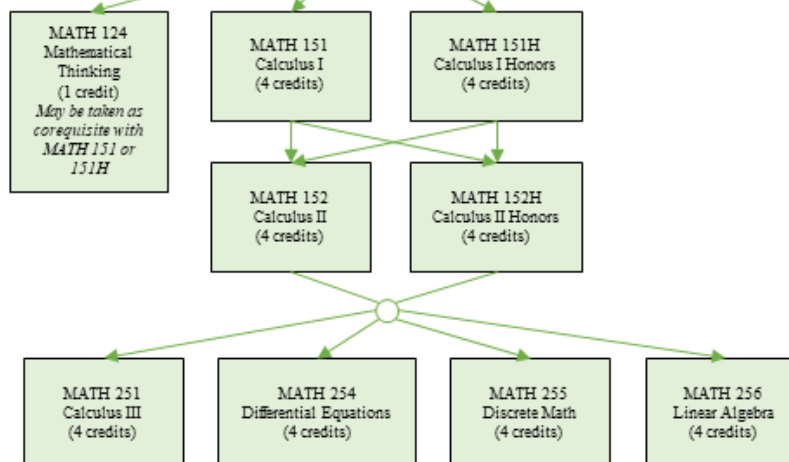 MATH 124
Mathematical
Thinking
(1 credit)
May be taken as
corequisite with
MATH 151 or
151H
MATH 151
Calculus I
(4 credits)
MATH 151H
Calculus I Honors
(4 credits)
MATH 152
Calculus II
(4 credits)
MATH 152H
Calculus II Honors
(4 credits)
MATH 251
Calculus III
(4 credits)
MATH 254
Differential Equations
(4 credits)
MATH 255
Discrete Math
(4 credits)
MATH 256
Linear Algebra
(4 credits)